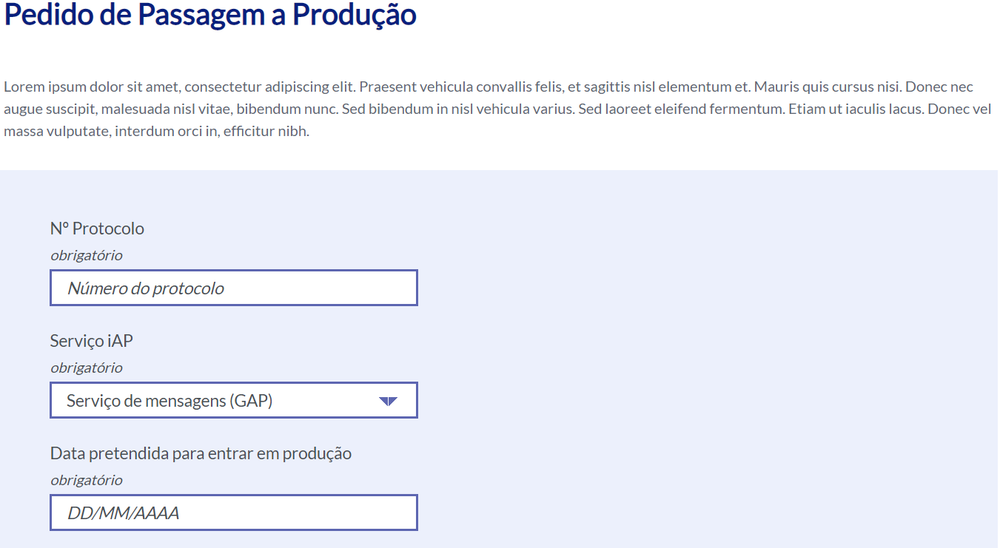 Pedido de Passagem a Produção
Lorem ipsum dolor sit amet, consectetur adipiscing elit. Praesent vehicula convallis felis, et sagittis nisl elementum et. Mauris quis cursus nisi. Donec nec
augue suscipit, malesuada nisl vitae, bibendum nunc. Sed bibendum in nisl vehicula varius. Sed laoreet eleifend fermentum. Etiam ut iaculis lacus. Donec vel
massa vulputate, interdum orci in, efficitur nibh.
Nº Protocolo
obrigatório
Número do protocolo
Serviço iAP
obrigatório
Serviço de mensagens (GAP)
Data pretendida para entrar em produção
obrigatório
DD/MM/AAAA